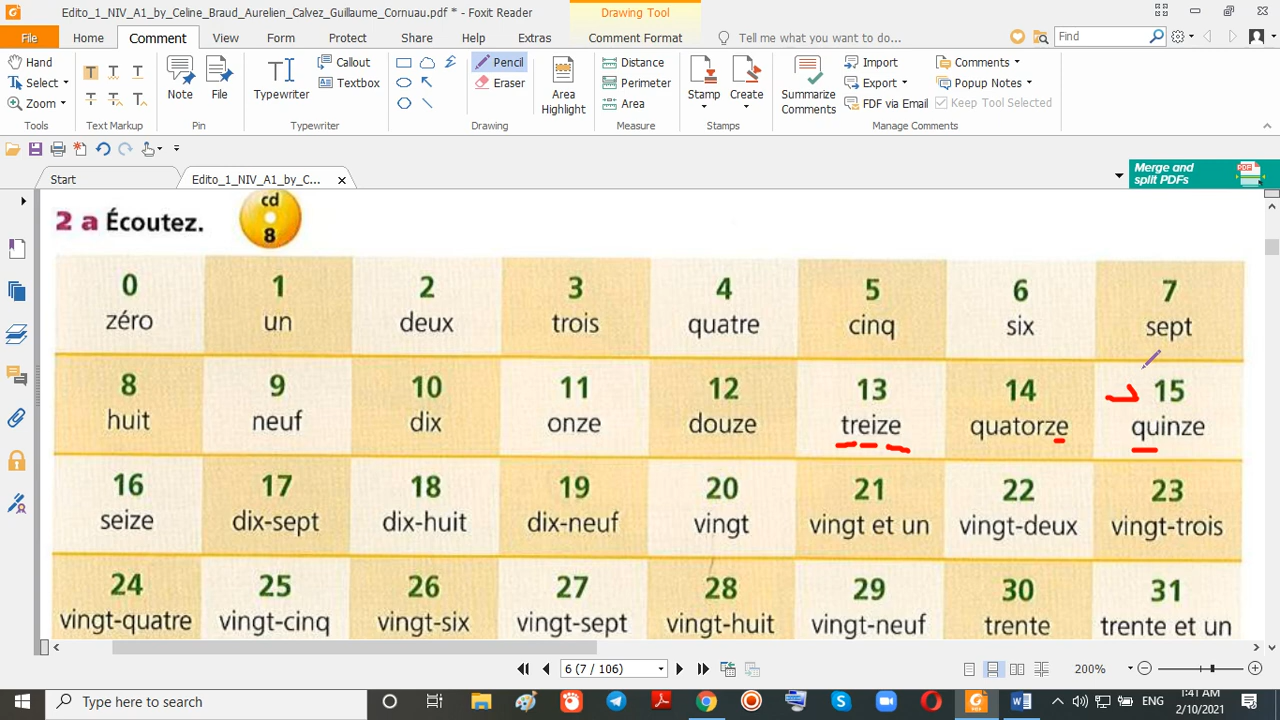 Edito_1_NIV_A1_by_Celine_Braud_Aurelien_Calvez_Guillaume_Cornuau.pdf * - Foxit Reader
Drawing Tool
File Home Comment View Form Protect Share Help Extras Comment Format Tell me what you want to do... Find
Hand
Select
Zoom
Tools
T T T
T T T
Text Markup
Note File
Pin
Typewriter
Callout
Textbox
Typewriter
Pencil
Eraser
Area
Highlight
Drawing
Distance
Perimeter
Area
Measure
Stamp Create
Stamps
Summarize
Comments
Import
Export
FDF via Email
Comments
Popup Notes
Keep Tool Selected
Manage Comments
Start Edito_1_NIV_A1_by_C... x
Merge and
split PDFs
PDF
2 a Écoutez. cd
8
0 1 2 3 4 5 6 7
zéro un deux trois quatre cinq six sept
8 9 10 11 12 13 14 15
huit neuf dix onze douze treize quatorze quinze
16 17 18 19 20 21 22 23
seize dix-sept dix-huit dix-neuf vingt vingt et un vingt-deux vingt-trois
24 25 26 27 28 29 30 31
vingt-quatre vingt-cinq vingt-six vingt-sept vingt-huit vingt-neuf trente trente et un
6 (7 / 106) 200%
Type here to search
ENG
1:41 AM
2/10/2021